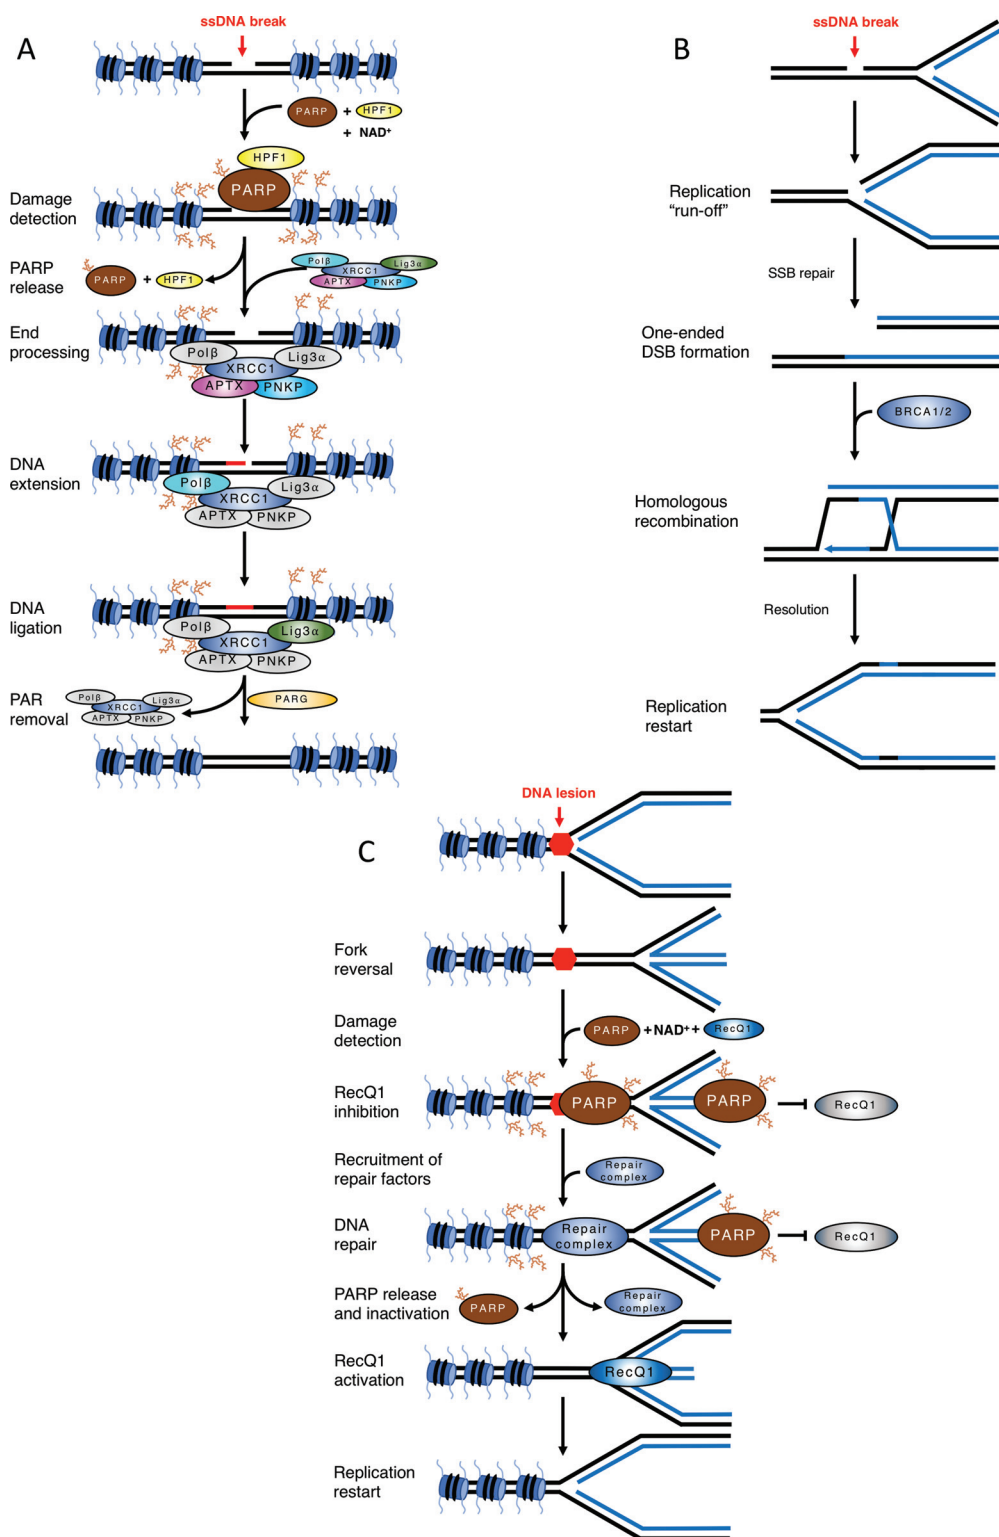 A
ssDNA break
PARP + HPF1
+ NAD+
HPF1
PARP
Damage
detection
PARP
release
PARP + HPF1
Polβ
XRCC1
Lig3α
APTX
PNKP
End
processing
Polβ
XRCC1
Lig3α
APTX
PNKP
DNA
extension
Polβ
XRCC1
Lig3α
APTX
PNKP
DNA
ligation
Polβ
XRCC1
Lig3α
APTX
PNKP
PAR
removal
Polβ
XRCC1
Lig3α
APTX
PNKP
PARG
B
ssDNA break
Replication
“run-off”
SSB repair
One-ended
DSB formation
BRCA1/2
Homologous
recombination
Resolution
Replication
restart
C
DNA lesion
Fork
reversal
Damage
detection
PARP +NAD++ RecQ1
RecQ1
inhibition
PARP
PARP
RecQ1
Recruitment of
repair factors
Repair
complex
DNA
repair
Repair
complex
PARP
RecQ1
PARP release
and inactivation
PARP
Repair
complex
RecQ1
activation
RecQ1
Replication
restart